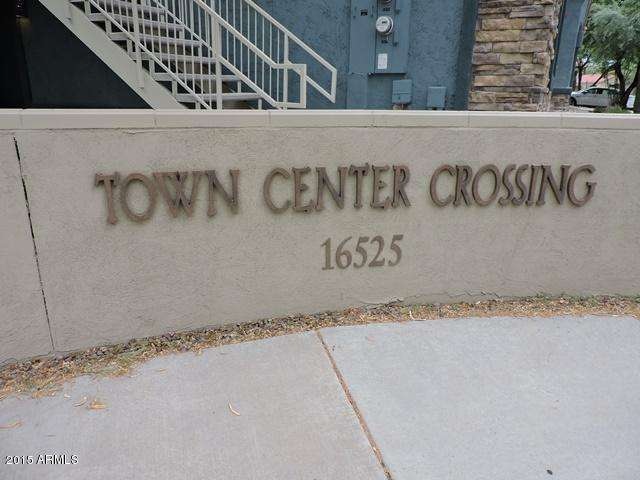 TOWN CENTER CROSSING
16525
2015 ARMLS